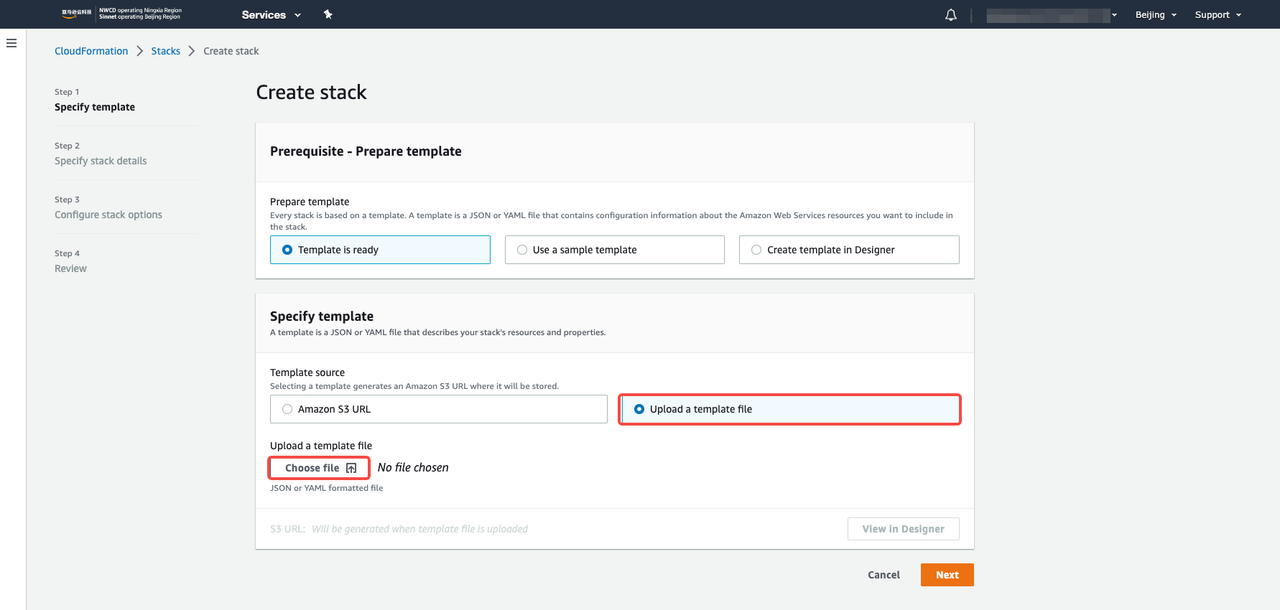 亚马逊云科技
NWCD operating Ningxia Region
Sinnet operating Beijing Region
Services
Beijing
Support
CloudFormation
Stacks
Create stack
Step 1
Specify template
Step 2
Specify stack details
Step 3
Configure stack options
Step 4
Review
Create stack
Prerequisite - Prepare template
Prepare template
Every stack is based on a template. A template is a JSON or YAML file that contains configuration information about the Amazon Web Services resources you want to include in
the stack.
Template is ready
Use a sample template
Create template in Designer
Specify template
A template is a JSON or YAML file that describes your stack's resources and properties.
Template source
Selecting a template generates an Amazon S3 URL where it will be stored.
Amazon S3 URL
Upload a template file
Upload a template file
Choose file
No file chosen
JSON or YAML formatted file
S3 URL: Will be generated when template file is uploaded
View in Designer
Cancel
Next